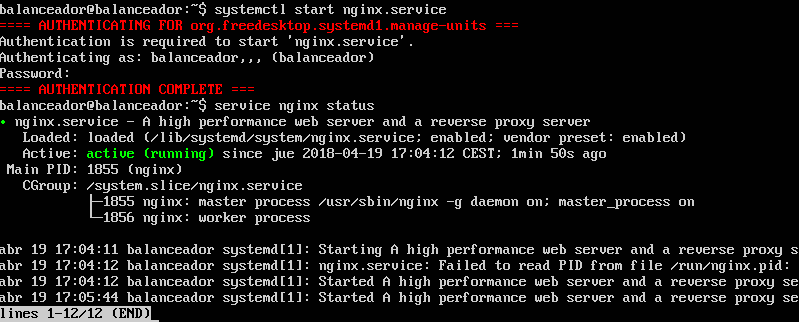 balanceador@balanceador:~$ systemctl start nginx.service
==== AUTHENTICATING FOR org.freedesktop.systemd1.manage-units ===
Authentication is required to start 'nginx.service'.
Authenticating as: balanceador,,, (balanceador)
Password:
==== AUTHENTICATION COMPLETE ===
balanceador@balanceador:~$ service nginx status
● nginx.service - A high performance web server and a reverse proxy server
   Loaded: loaded (/lib/systemd/system/nginx.service; enabled; vendor preset: enabled)
   Active: active (running) since jue 2018-04-19 17:04:12 CEST; 1min 50s ago
 Main PID: 1855 (nginx)
   CGroup: /system.slice/nginx.service
           ├─1855 nginx: master process /usr/sbin/nginx -g daemon on; master_process on
           └─1856 nginx: worker process

abr 19 17:04:11 balanceador systemd[1]: Starting A high performance web server and a reverse proxy s
abr 19 17:04:12 balanceador systemd[1]: nginx.service: Failed to read PID from file /run/nginx.pid:
abr 19 17:04:12 balanceador systemd[1]: Started A high performance web server and a reverse proxy se
abr 19 17:05:44 balanceador systemd[1]: Started A high performance web server and a reverse proxy se
lines 1-12/12 (END)